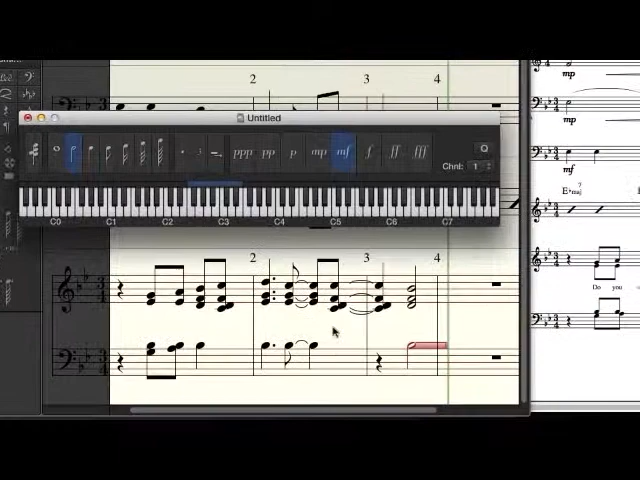 2 3 4
mp
Untitled
mp
ppp pp p mp mf f ff fff
Q
Chnl: 1
mf
C0 C1 C2 C3 C4 C5 C6 C7
2 3 4
Do you